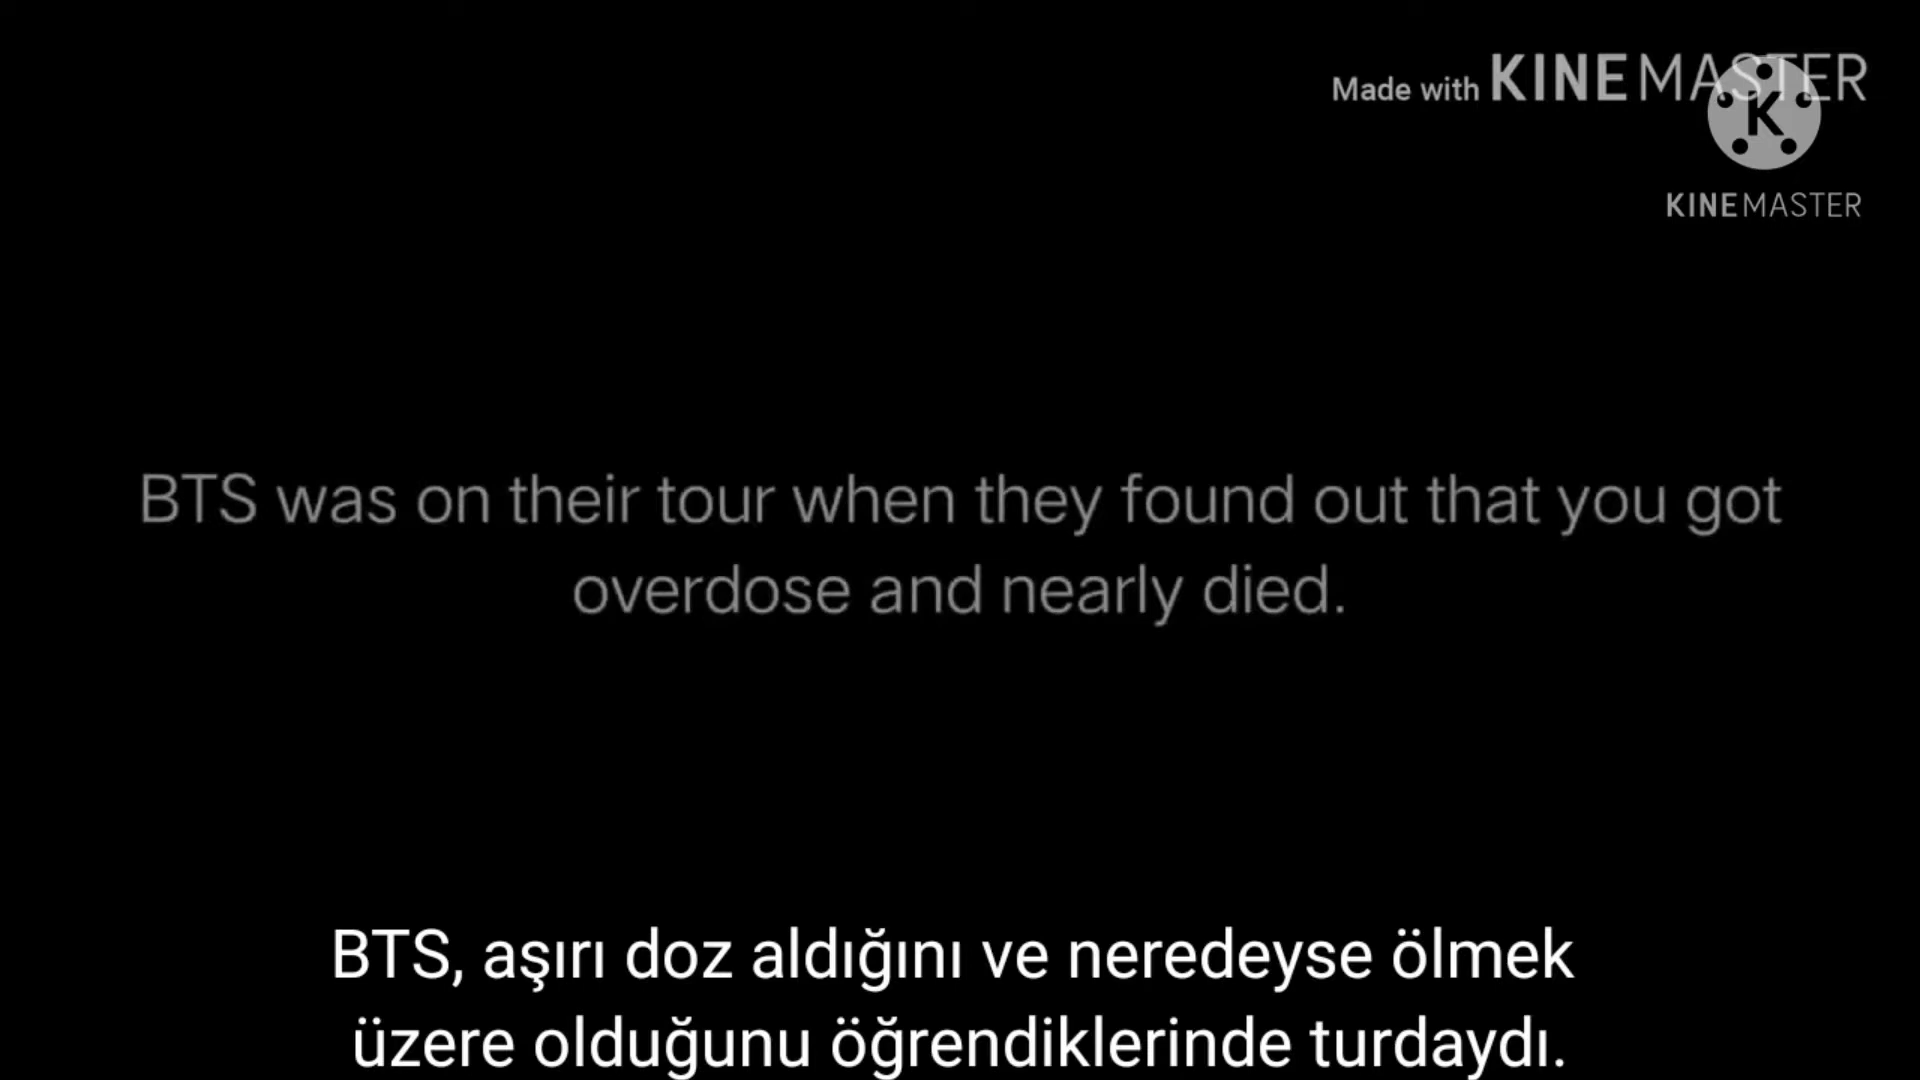 Made with KINEMASTER
K
KINEMASTER
BTS was on their tour when they found out that you got
overdose and nearly died.
BTS, aşırı doz aldığını ve neredeyse ölmek
üzere olduğunu öğrendiklerinde turdaydı.